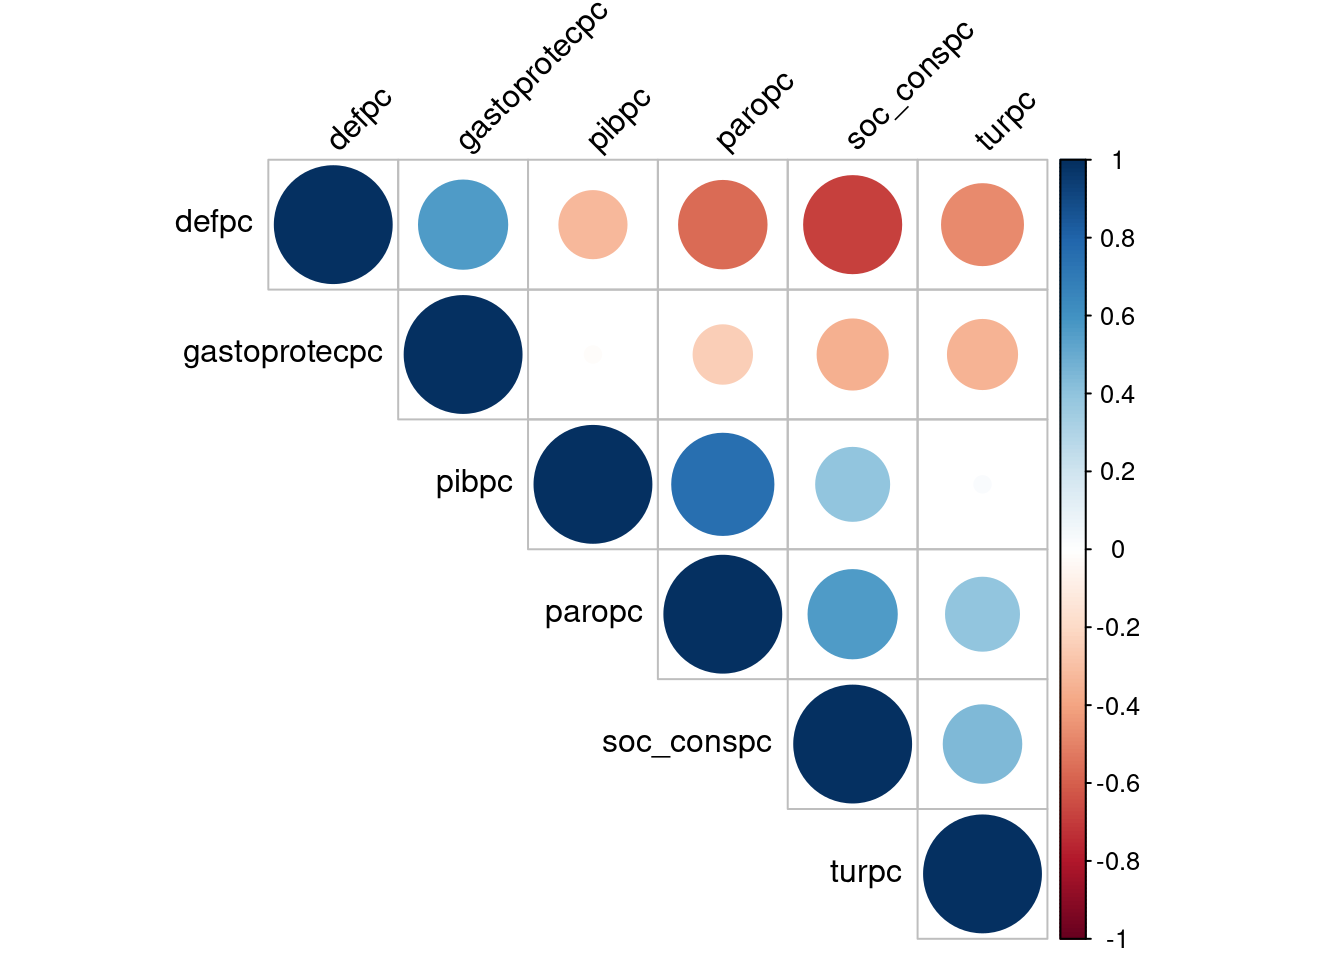 defpc
gastoprotecpc
pibpc
paropc
soc_conspc
turpc
defpc
gastoprotecpc
pibpc
paropc
soc_conspc
turpc
1
0.8
0.6
0.4
0.2
0
-0.2
-0.4
-0.6
-0.8
-1